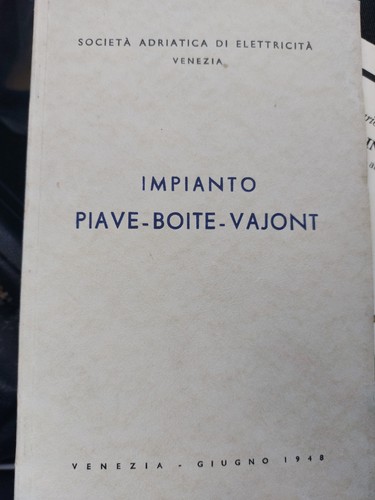 SOCIETÀ ADRIATICA DI ELETTRICITÀ
VENEZIA
IMPIANTO
PIAVE-BOITE-VAJONT
VENEZIA - GIUGNO 1948